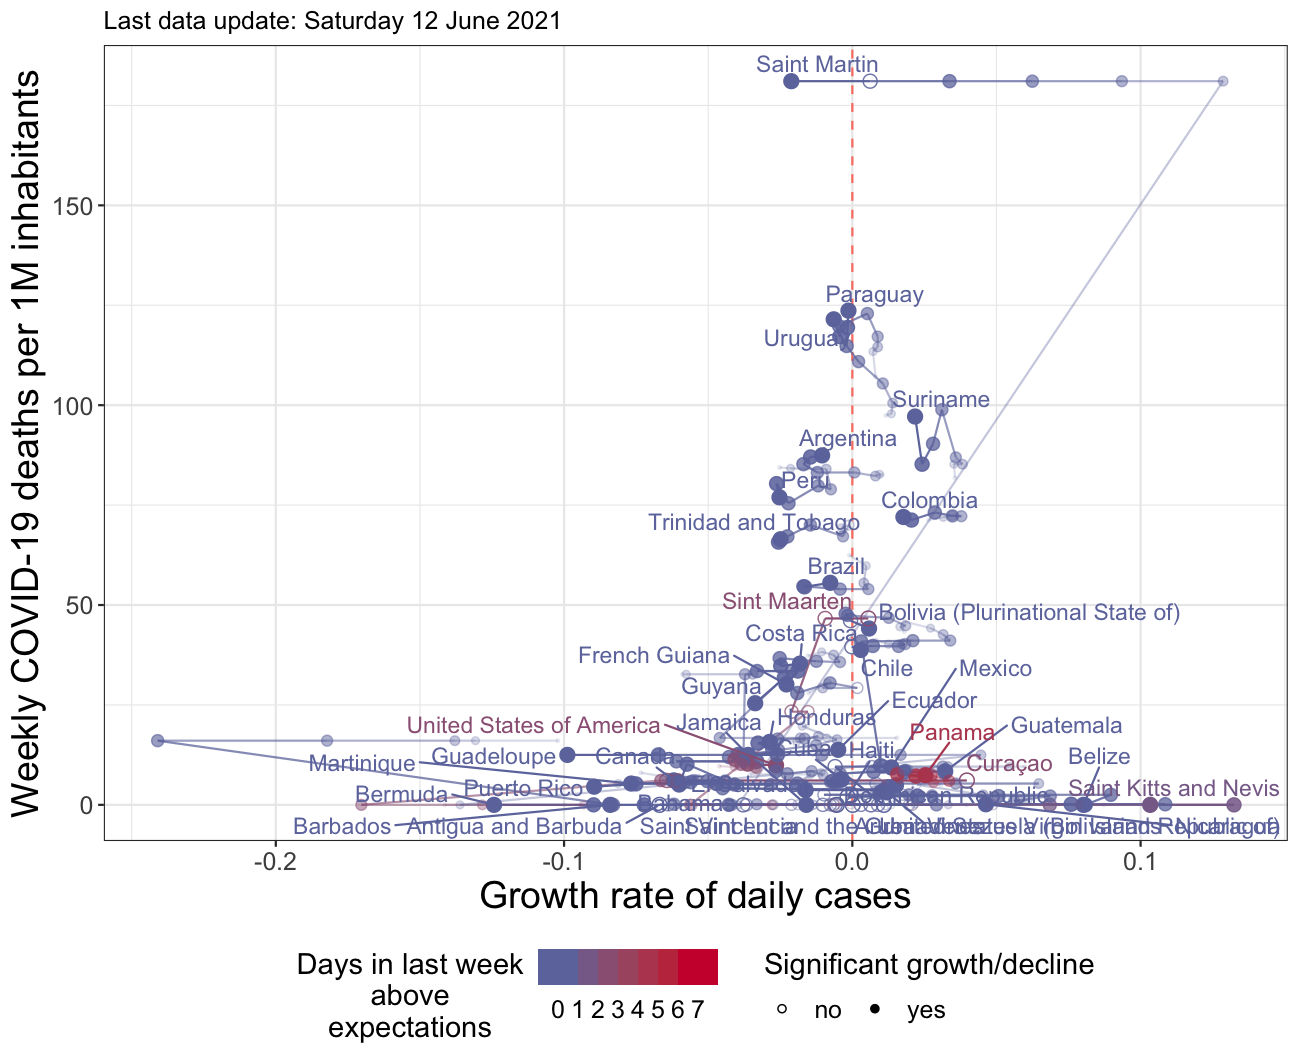 Last data update: Saturday 12 June 2021
Weekly COVID-19 deaths per 1M inhabitants
150
100
50
0
Saint Martin
Paraguay
Uruguay
Suriname
Argentina
Peru
Colombia
Trinidad and Tobago
Brazil
Sint Maarten
Bolivia (Plurinational State of)
Costa Rica
French Guiana
Chile
Mexico
Guyana
Ecuador
United States of America
Jamaica
Honduras
Panama
Guatemala
Martinique
Guadeloupe
Canada
Cuba
Haiti
Curaçao
Belize
Bermuda
Puerto Rico
Saint Kitts and Nevis
Barbados
Antigua and Barbuda
-0.2
-0.1
0.0
0.1
Growth rate of daily cases
Days in last week
above
expectations
0 1 2 3 4 5 6 7
Significant growth/decline
no
yes